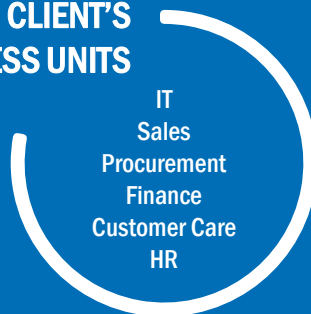 CLIENT'S
ESS UNITS
IT
Sales
Procurement
Finance
Customer Care
HR